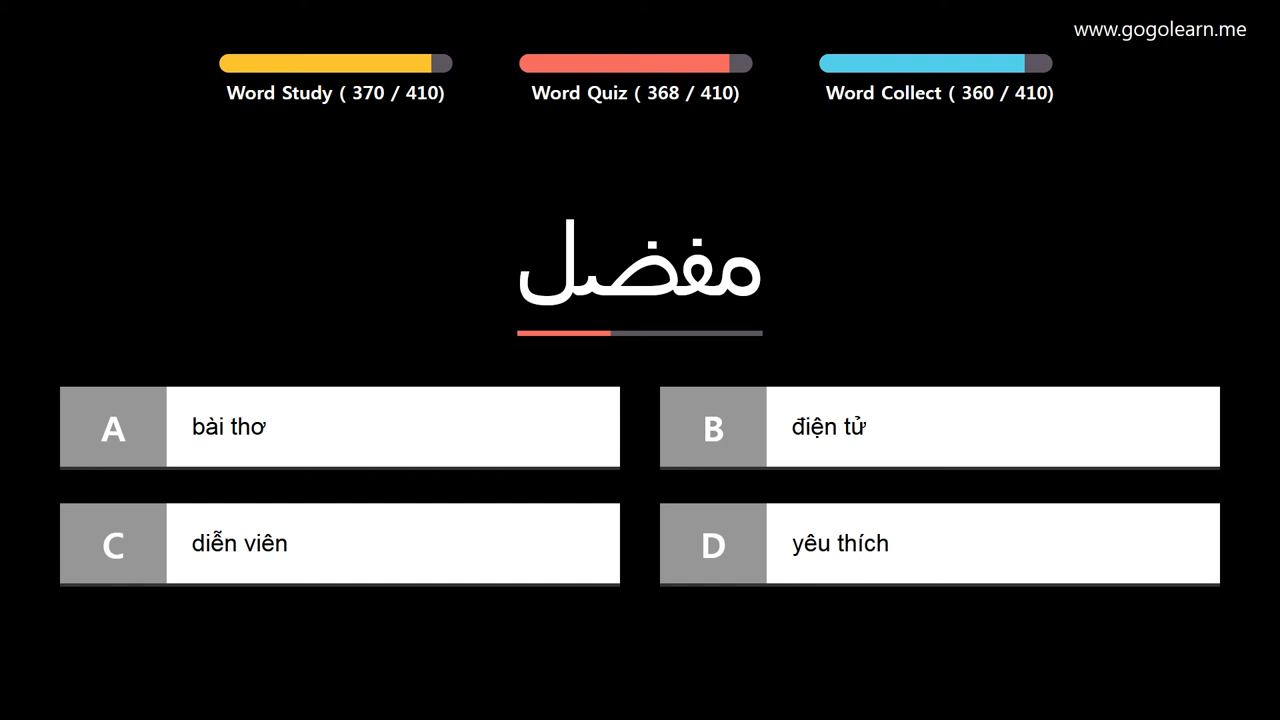 www.gogolearn.me
Word Study ( 370 / 410)
Word Quiz ( 368 / 410)
Word Collect ( 360 / 410)
مفضل
A
bài thơ
B
điện tử
C
diễn viên
D
yêu thích